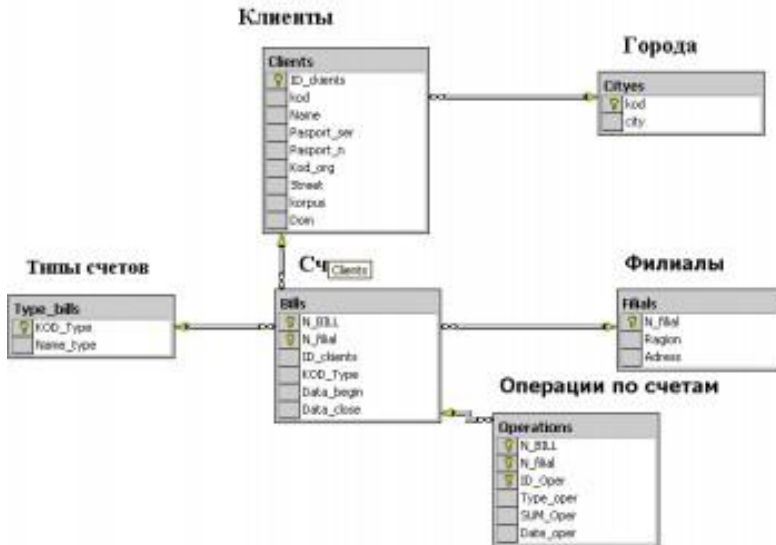 Клиенты
Clients
ID_clients
kod
Name
Pasport_ser
Pasport_n
Kod_org
Street
korpus
Dom
Города
Cityes
kod
city
Типы счетов
Type_bills
KOD_Type
Name_type
Сч
Clients
Bills
N_BILL
N_filial
ID_clients
KOD_Type
Data_begin
Data_close
Филиалы
Filials
N_filial
Ragion
Adress
Операции по счетам
Operations
N_BILL
N_filial
ID_Oper
Type_oper
SUM_Oper
Data_oper